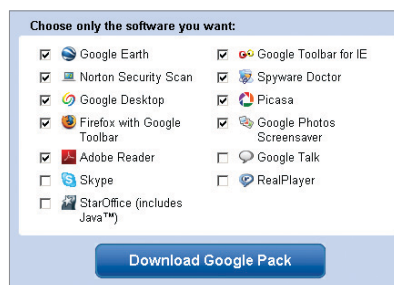 Choose only the software you want:
Google Earth
Norton Security Scan
Google Desktop
Firefox with Google
Toolbar
Adobe Reader
Skype
StarOffice (includes
Java™)
Google Toolbar for IE
Spyware Doctor
Picasa
Google Photos
Screensaver
Google Talk
RealPlayer
Download Google Pack